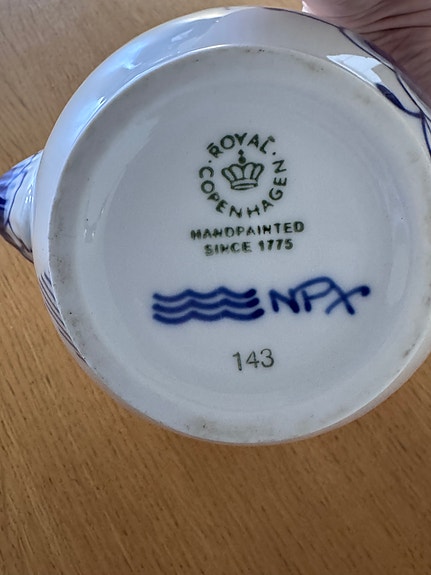 ROYAL
COPENHAGEN
HANDPAINTED
SINCE 1775
NPX
143